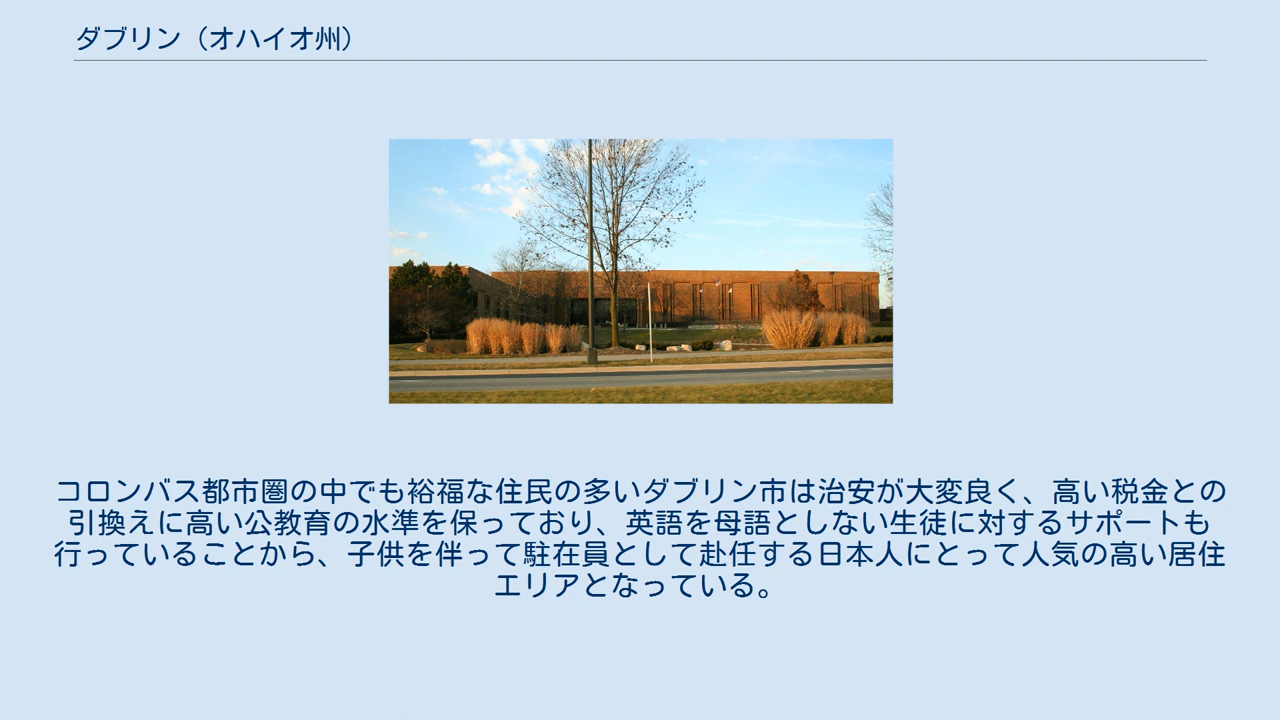 ダブリン（オハイオ州）
コロンバス都市圏の中でも裕福な住民の多いダブリン市は治安が大変良く、高い税金との
引換えに高い公教育の水準を保っており、英語を母語としない生徒に対するサポートも
行っていることから、子供を伴って駐在員として赴任する日本人にとって人気の高い居住
エリアとなっている。